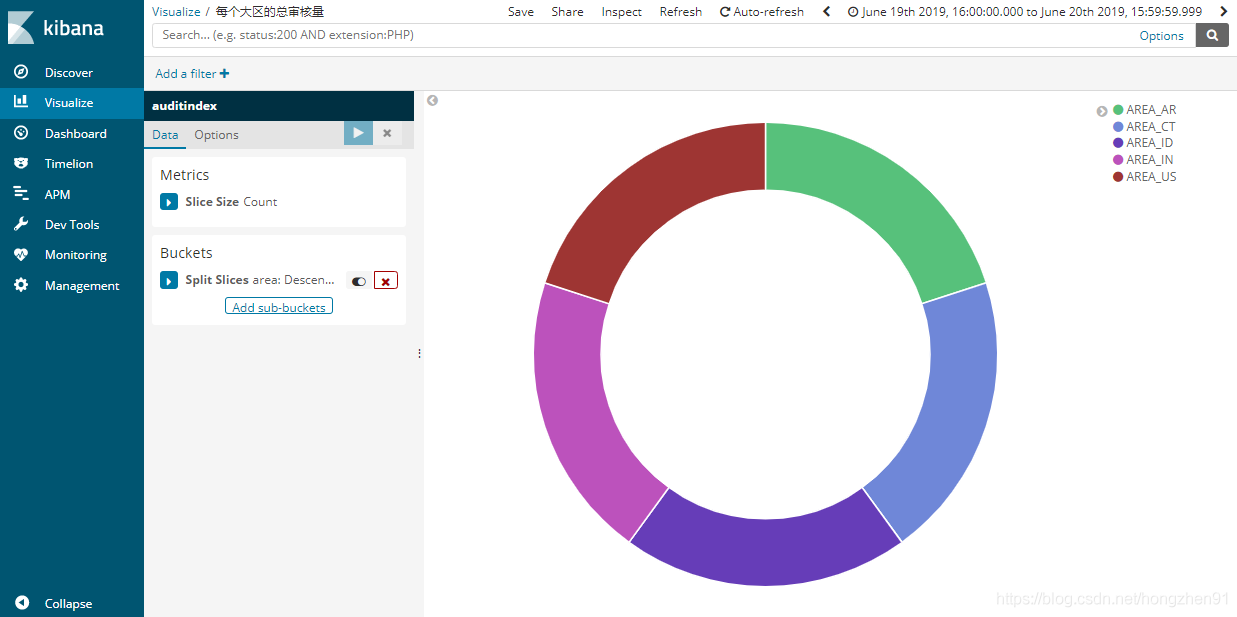 kibana
Discover
Visualize
Dashboard
Timelion
APM
Dev Tools
Monitoring
Management
Collapse
Visualize / 每个大区的总审核量
Save Share Inspect Refresh Auto-refresh June 19th 2019, 16:00:00.000 to June 20th 2019, 15:59:59.999
Search... (e.g. status:200 AND extension:PHP) Options
Add a filter
auditindex
Data Options
Metrics
Slice Size Count
Buckets
Split Slices area: Descen...
Add sub-buckets
AREA_AR
AREA_CT
AREA_ID
AREA_IN
AREA_US
https://blog.csdn.net/hongzhen91